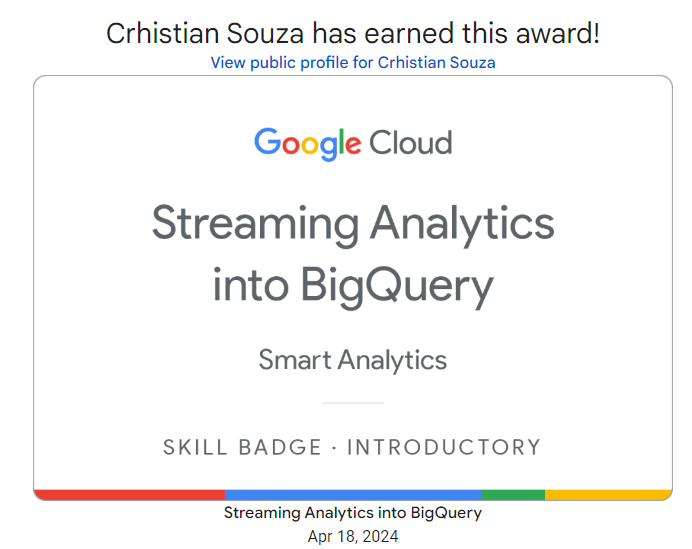 Crhistian Souza has earned this award!
View public profile for Crhistian Souza
Google Cloud
Streaming Analytics
into BigQuery
Smart Analytics
SKILL BADGE · INTRODUCTORY
Streaming Analytics into BigQuery
Apr 18, 2024